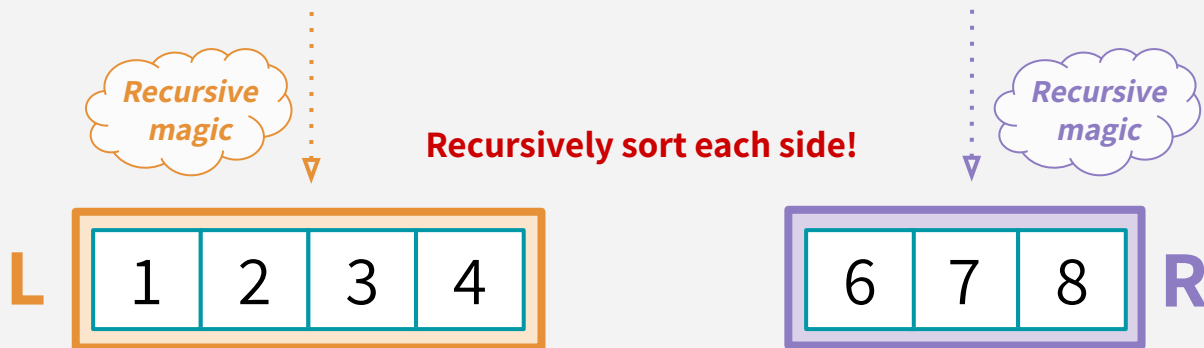 Recursive
magic
Recursive
magic
Recursively sort each side!
L 1 2 3 4
6 7 8 R